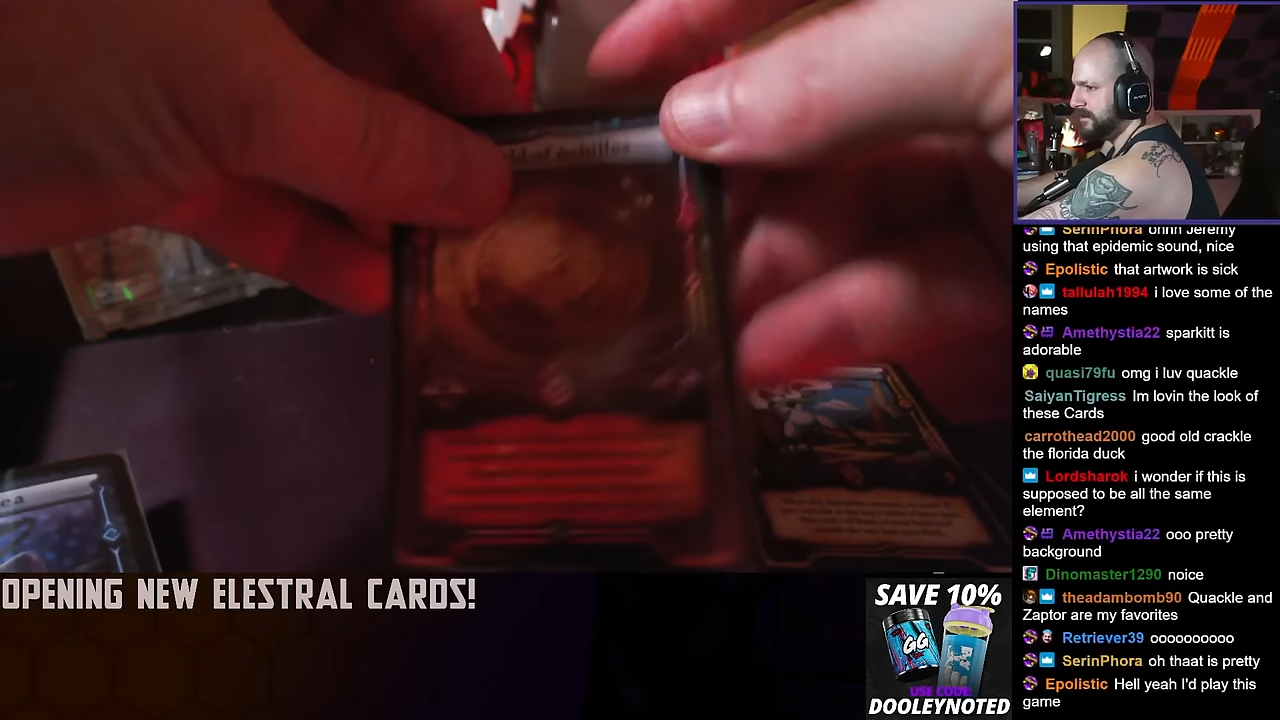 of Achilles
ea
SerinPhora ohhh Jeremy
using that epidemic sound, nice
Epolistic that artwork is sick
tallulah1994 i love some of the
names
Amethystia22 sparkitt is
adorable
quasi79fu omg i luv quackle
SaiyanTigress Im lovin the look of
these Cards
carrothead2000 good old crackle
the florida duck
Lordsharok i wonder if this is
supposed to be all the same
element?
Amethystia22 ooo pretty
background
Dinomaster1290 noice
theadambomb90 Quackle and
Zaptor are my favorites
Retriever39 oooooooooo
SerinPhora oh thaat is pretty
Epolistic Hell yeah I'd play this
game
OPENING NEW ELESTRAL CARDS!
SAVE 10%
GG
USE CODE:
DOOLEYNOTED